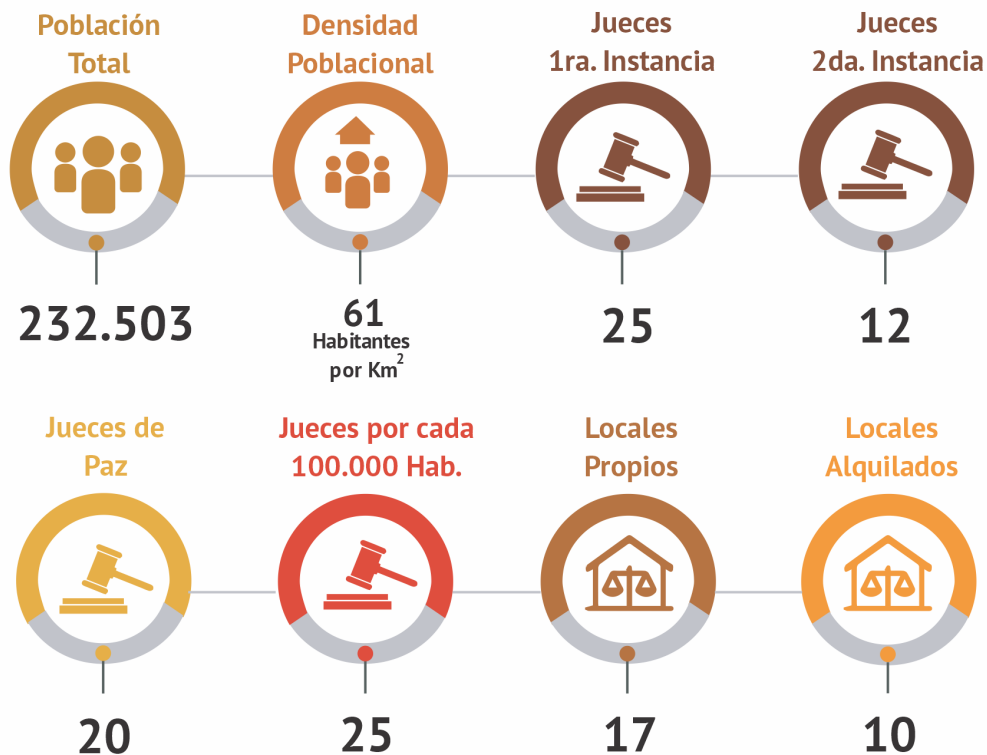 Población
Total
Densidad
Poblacional
Jueces
1ra. Instancia
Jueces
2da. Instancia
232.503
61
Habitantes
por Km²
25
12
Jueces de
Paz
Jueces por cada
100.000 Hab.
Locales
Propios
Locales
Alquilados
20
25
17
10